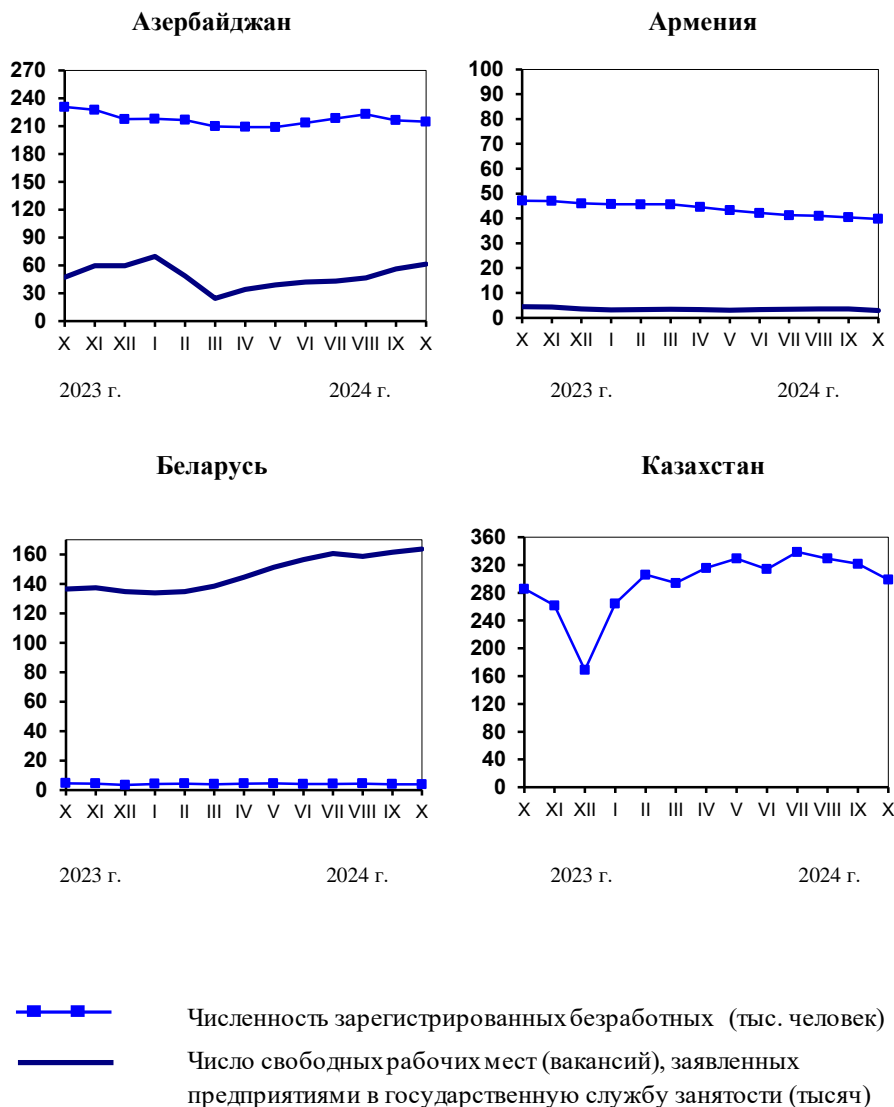 Азербайджан
270
240
210
180
150
120
90
60
30
0
X XI XII I II III IV V VI VII VIII IX X
2023 г. 2024 г.
Армения
100
90
80
70
60
50
40
30
20
10
0
X XI XII I II III IV V VI VII VIII IX X
2023 г. 2024 г.
Беларусь
160
140
120
100
80
60
40
20
0
X XI XII I II III IV V VI VII VIII IX X
2023 г. 2024 г.
Казахстан
360
320
280
240
200
160
120
80
40
0
X XI XII I II III IV V VI VII VIII IX X
2023 г. 2024 г.
Численность зарегистрированных безработных (тыс. человек)
Число свободных рабочих мест (вакансий), заявленных
предприятиями в государственную службу занятости (тысяч)